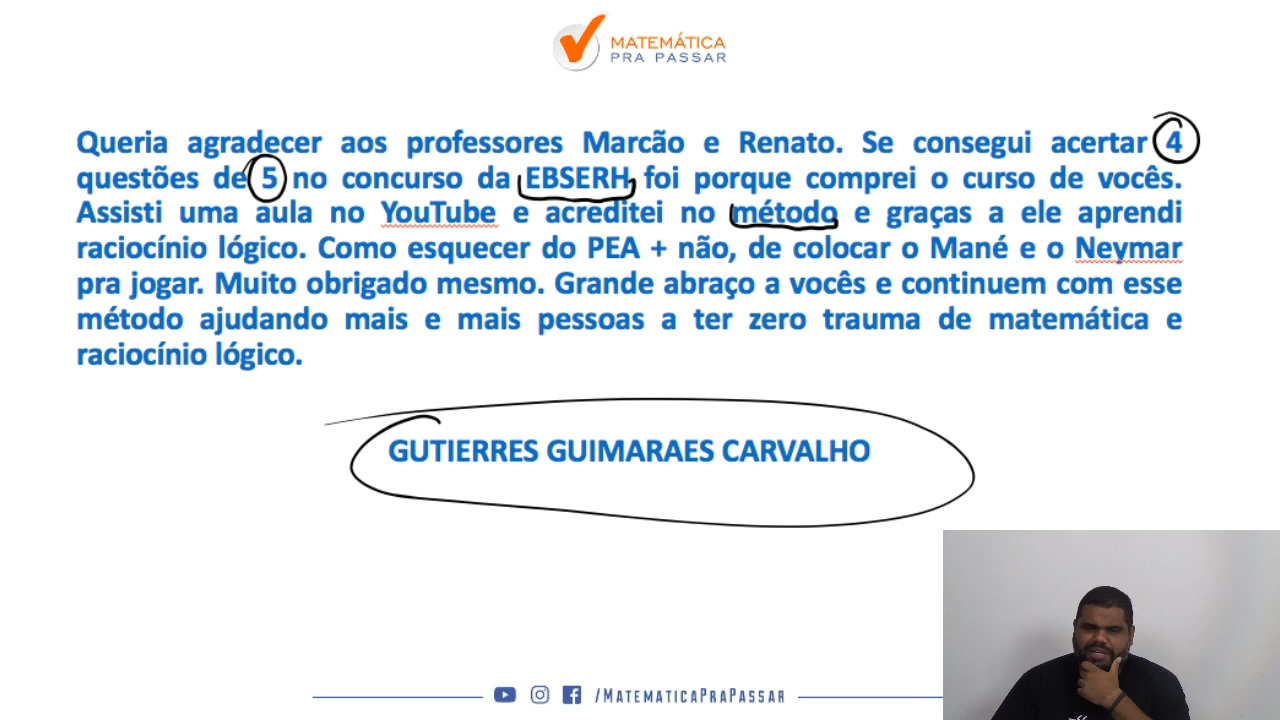 MATEMÁTICA
PRA PASSAR
Queria agradecer aos professores Marcão e Renato. Se consegui acertar 4
questões de 5 no concurso da EBSERH, foi porque comprei o curso de vocês.
Assisti uma aula no YouTube e acreditei no método e graças a ele aprendi
raciocínio lógico. Como esquecer do PEA + não, de colocar o Mané e o Neymar
pra jogar. Muito obrigado mesmo. Grande abraço a vocês e continuem com esse
método ajudando mais e mais pessoas a ter zero trauma de matemática e
raciocínio lógico.
GUTIERRES GUIMARAES CARVALHO
/MATEMATICAPRAPASSAR